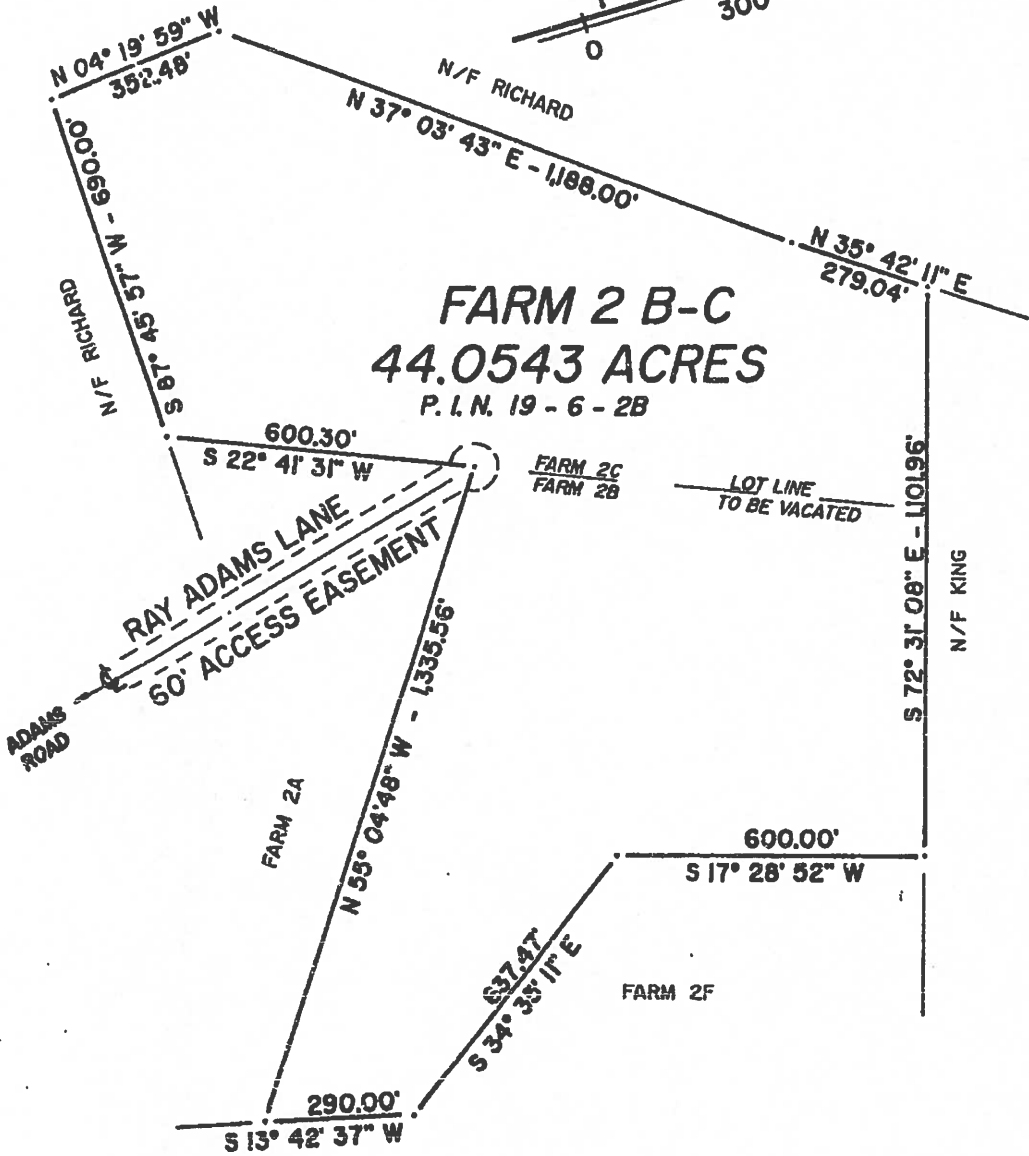 300
0
N 04° 19' 59" W
352.48'
N/F RICHARD
N 37° 03' 43" E - 1,188.00'
N 35° 42' 11" E
279.04'
S 87° 45' 57" W - 690.00'
N/F RICHARD
FARM 2 B-C
44.0543 ACRES
P. I. N. 19 - 6 - 2B
600.30'
S 22° 41' 31" W
FARM 2C
FARM 2B
LOT LINE
TO BE VACATED
S 72° 31' 08" E - 1,101.96'
N/F KING
RAY ADAMS LANE
60' ACCESS EASEMENT
ADAMS
ROAD
N 55° 04' 48" W - 1,335.56'
FARM 2A
600.00'
S 17° 28' 52" W
FARM 2F
637.47'
S 34° 35' 11" E
290.00'
S 13° 42' 37" W